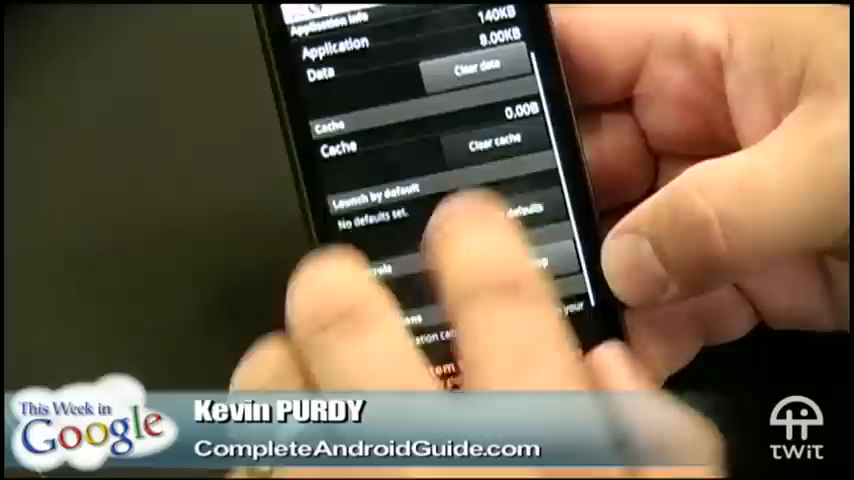 Application info
Application
140KB
Data
8.00KB
Clear data
Cache
Cache
0.00B
Clear cache
Launch by default
No defaults set.
defaults
your
This Week in
Google
Kevin PURDY
CompleteAndroidGuide.com
TWiT